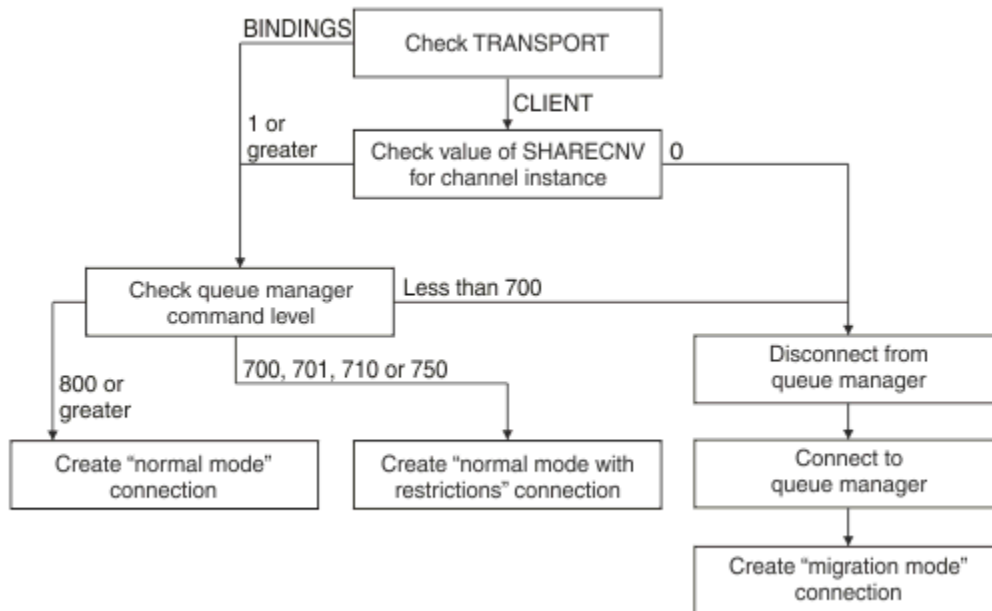 BINDINGS
Check TRANSPORT
CLIENT
1 or
greater
Check value of SHARECNV
for channel instance
0
Check queue manager
command level
Less than 700
700, 701, 710 or 750
800 or
greater
Disconnect from
queue manager
Create “normal mode”
connection
Create “normal mode with
restrictions” connection
Connect to
queue manager
Create “migration mode”
connection